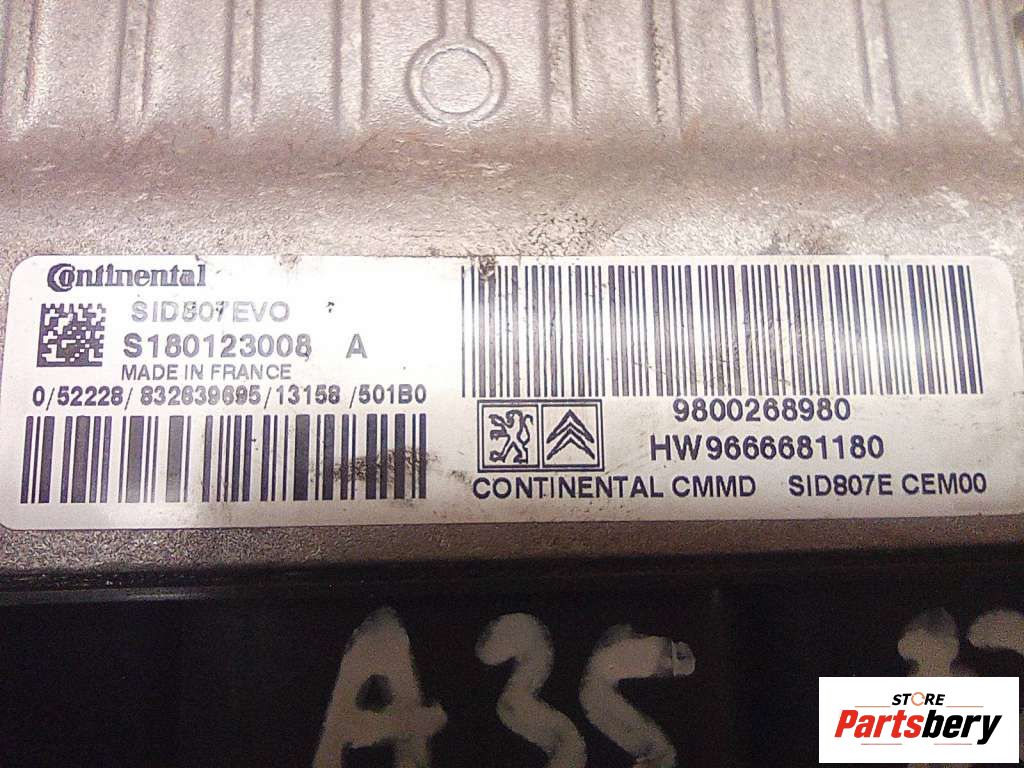 Continental
SID807EVO
S180123008 A
MADE IN FRANCE
0/52228/832639695/13158/501B0
9800268980
HW9666681180
CONTINENTAL CMMD SID807E CEM00
A35
STORE
Partsbery